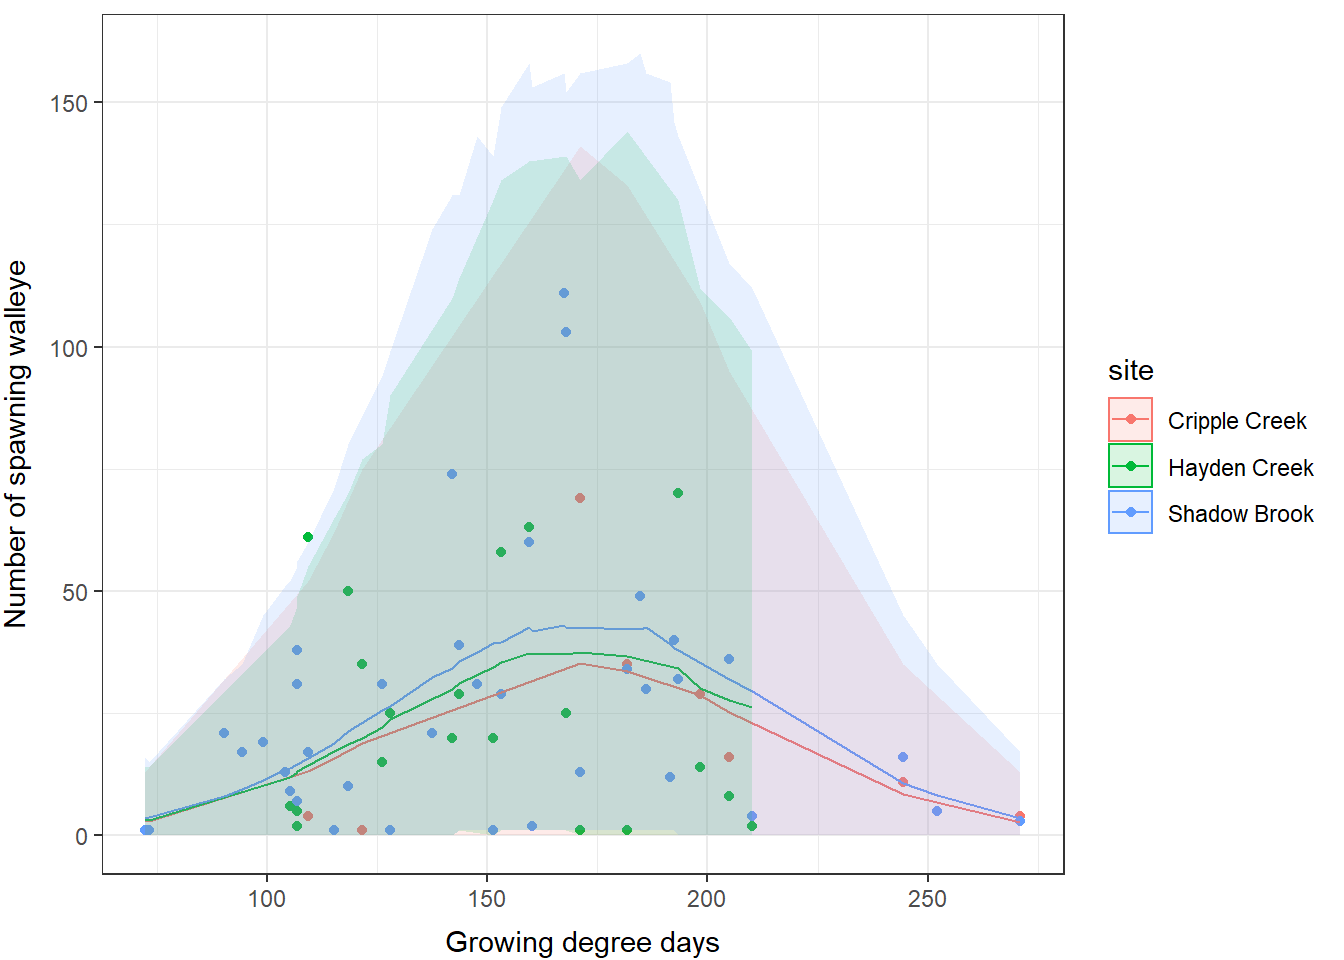 Number of spawning walleye
150
100
50
0
100
150
200
250
Growing degree days
site
Cripple Creek
Hayden Creek
Shadow Brook